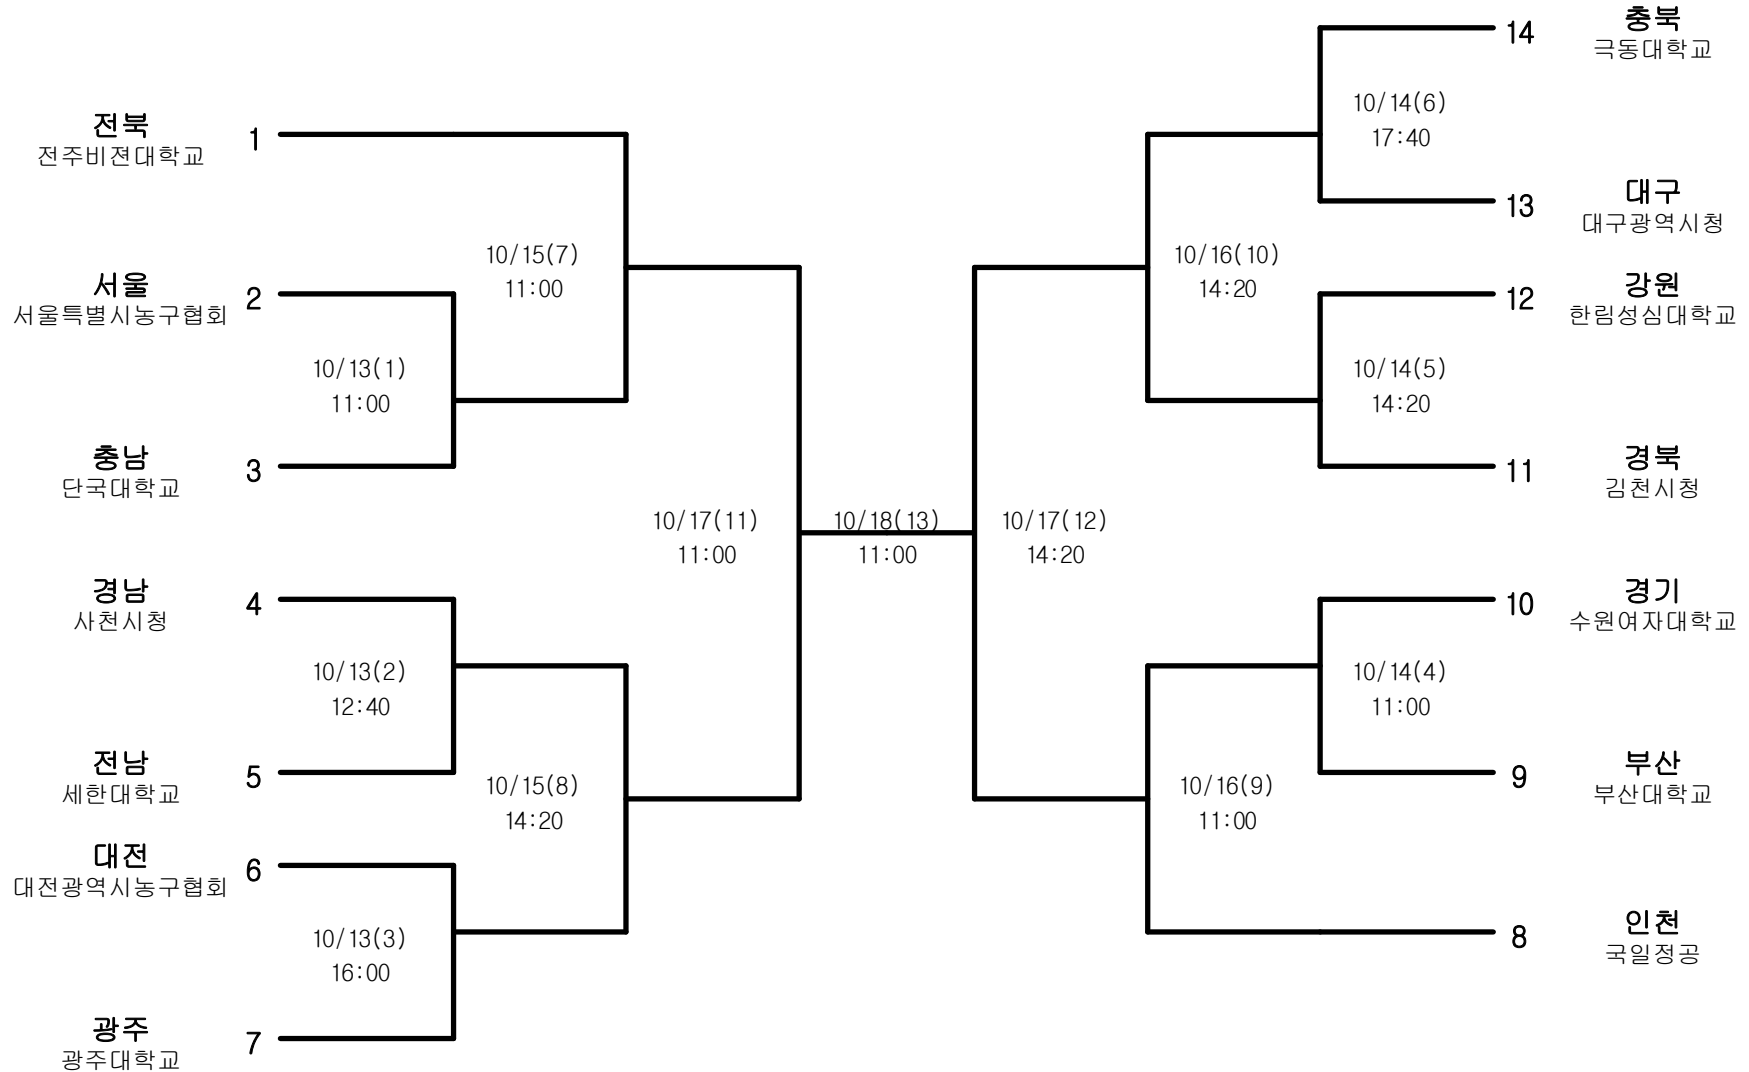 전북
전주비젼대학교
1
서울
서울특별시농구협회
2
충남
단국대학교
3
경남
사천시청
4
전남
세한대학교
5
대전
대전광역시농구협회
6
광주
광주대학교
7
10/13(1)
11:00
10/13(2)
12:40
10/13(3)
16:00
10/15(7)
11:00
10/15(8)
14:20
10/17(11)
11:00
10/18(13)
11:00
10/17(12)
14:20
10/16(10)
14:20
10/16(9)
11:00
10/14(6)
17:40
10/14(5)
14:20
10/14(4)
11:00
14
충북
극동대학교
13
대구
대구광역시청
12
강원
한림성심대학교
11
경북
김천시청
10
경기
수원여자대학교
9
부산
부산대학교
8
인천
국일정공